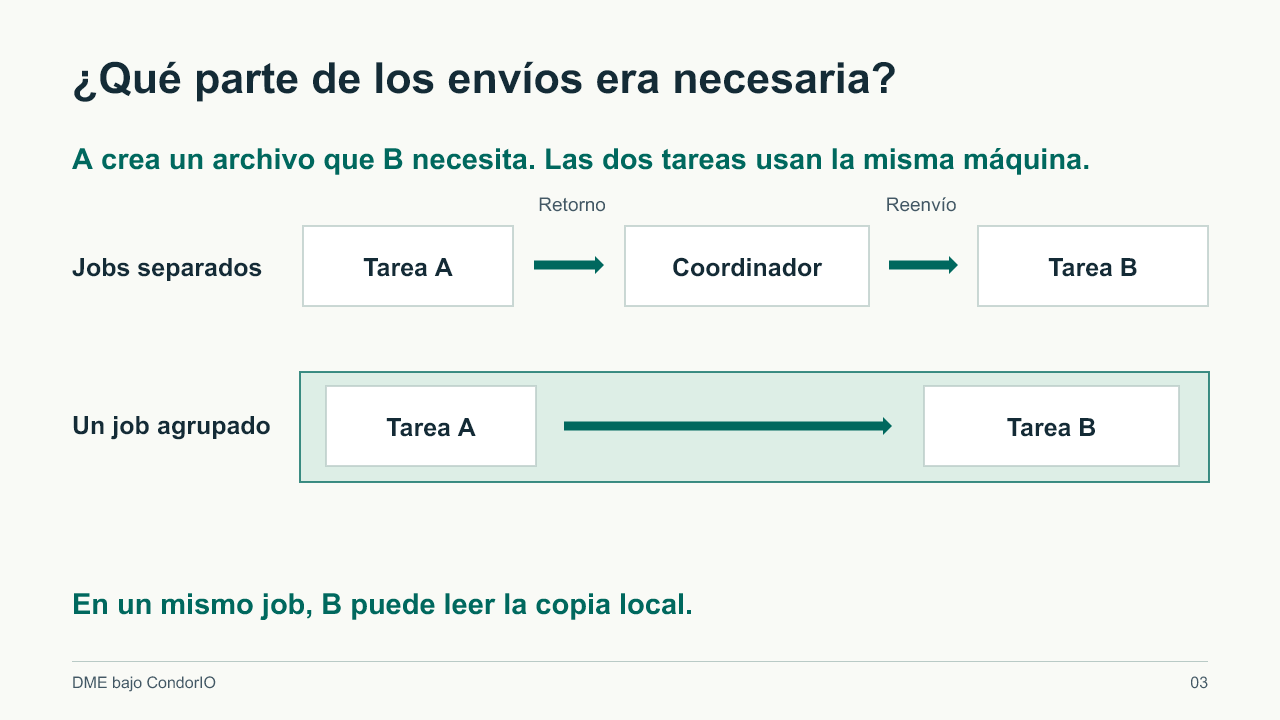 ¿Qué parte de los envíos era necesaria?
A crea un archivo que B necesita. Las dos tareas usan la misma máquina.
Retorno
Reenvío
Jobs separados
Tarea A
Coordinador
Tarea B
Un job agrupado
Tarea A
Tarea B
En un mismo job, B puede leer la copia local.
DME bajo CondorIO
03